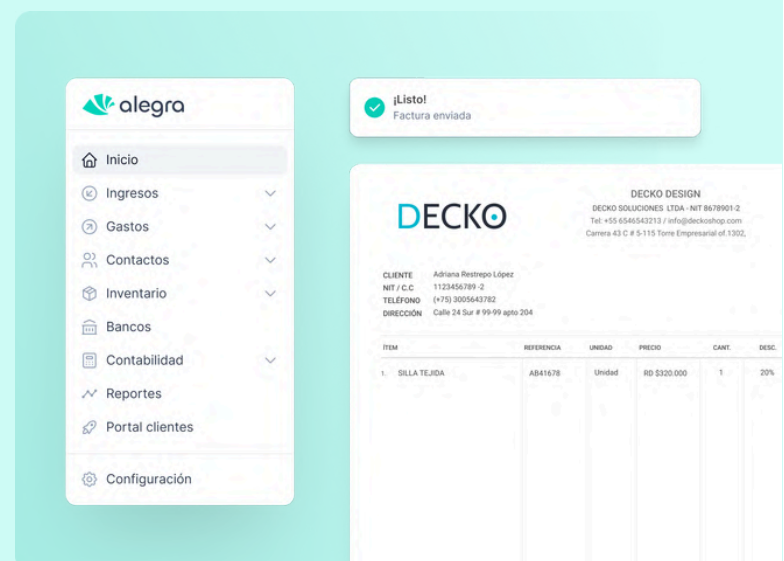 alegra
Inicio
Ingresos
Gastos
Contactos
Inventario
Bancos
Contabilidad
Reportes
Portal clientes
Configuración
¡Listo!
Factura enviada
DECKO
DECKO DESIGN
DECKO SOLUCIONES LTDA - NIT 8678901-2
Tel: +55 6546543213 / info@deckoshop.com
Carrera 43 C # 5-115 Torre Empresarial of.1302,
CLIENTE Adriana Restrepo López
NIT / C.C 1123456789 -2
TELÉFONO (+75) 3005643782
DIRECCIÓN Calle 24 Sur # 99-99 apto 204
ÍTEM REFERENCIA UNIDAD PRECIO CANT. DESC.
1. SILLA TEJIDA AB41678 Unidad RD $320.000 1 20%